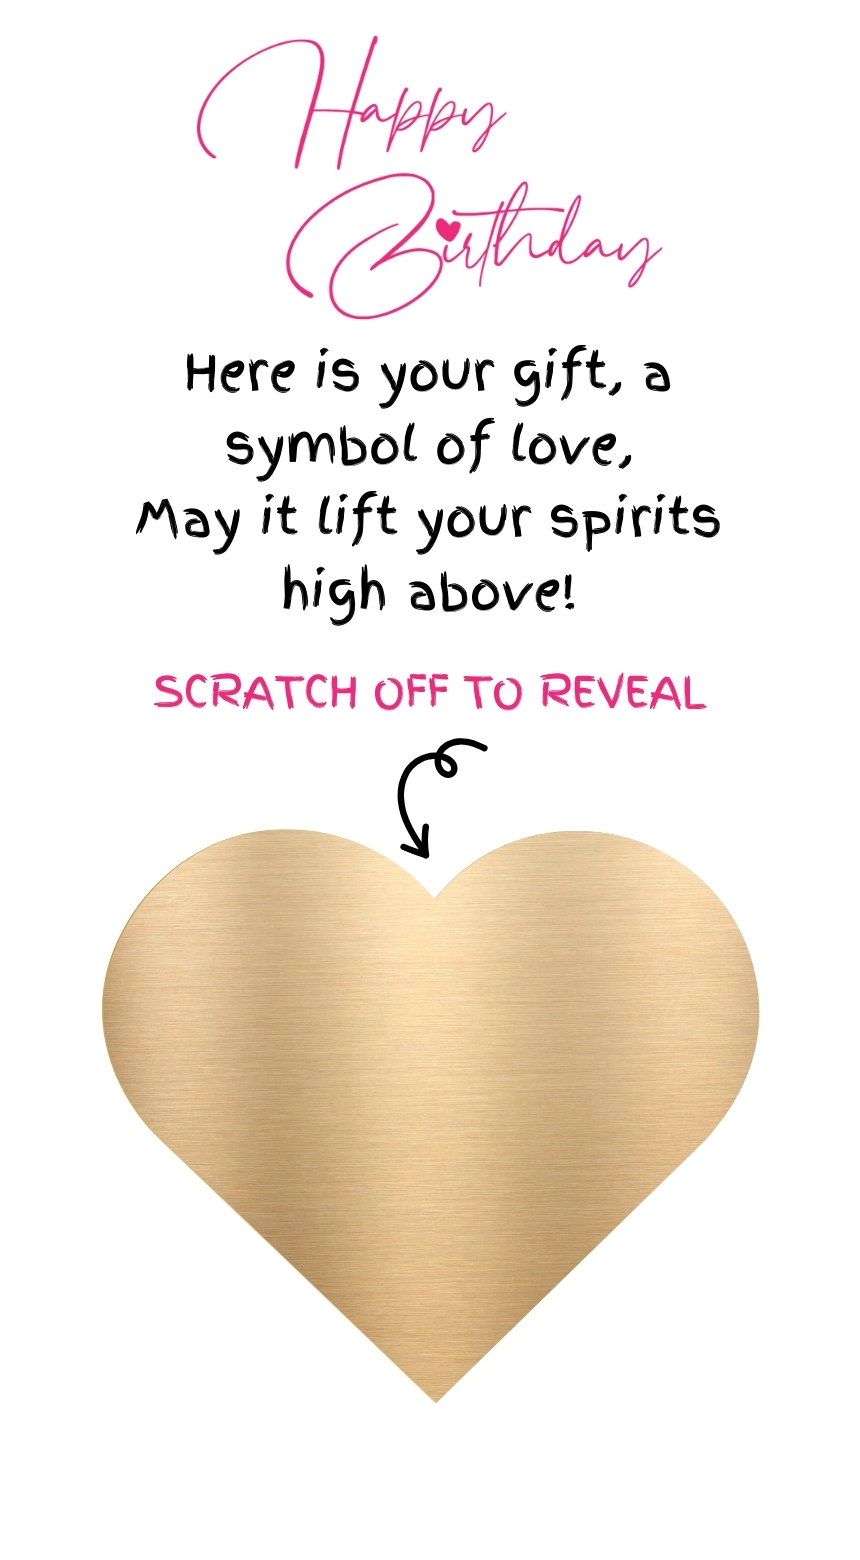 Happy
Birthday
Here is your gift, a
symbol of love,
May it lift your spirits
high above!
SCRATCH OFF TO REVEAL